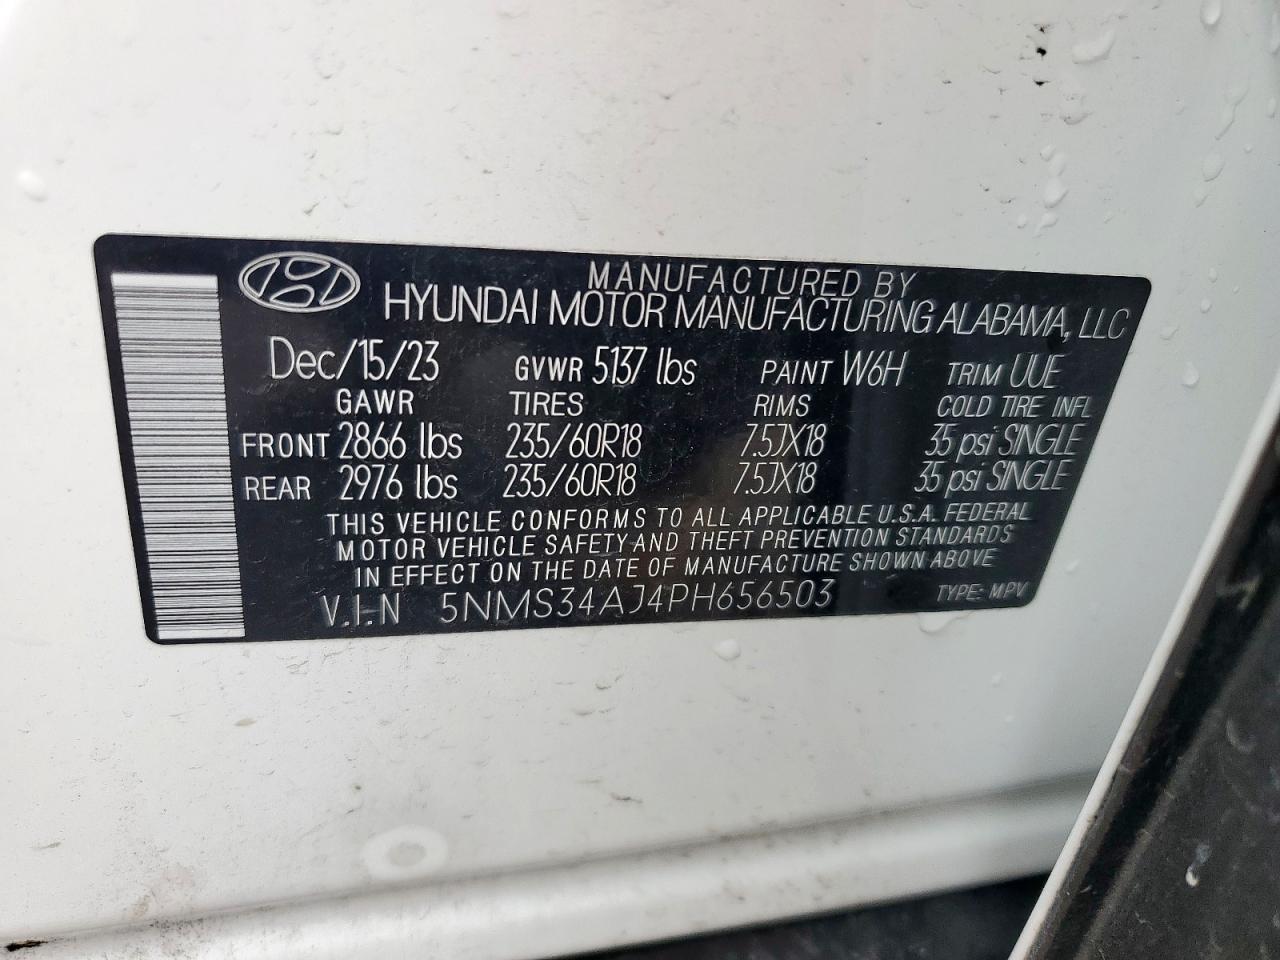 MANUFACTURED BY
HYUNDAI MOTOR MANUFACTURING ALABAMA, LLC
Dec/15/23 GVWR 5137 lbs PAINT W6H TRIM UUE
GAWR TIRES RIMS COLD TIRE INFL
FRONT 2866 lbs 235/60R18 7.5JX18 35 psi SINGLE
REAR 2976 lbs 235/60R18 7.5JX18 35 psi SINGLE
THIS VEHICLE CONFORMS TO ALL APPLICABLE U.S.A. FEDERAL
MOTOR VEHICLE SAFETY AND THEFT PREVENTION STANDARDS
IN EFFECT ON THE DATE OF MANUFACTURE SHOWN ABOVE
V.I.N 5NMS34AJ4PH656503 TYPE: MPV